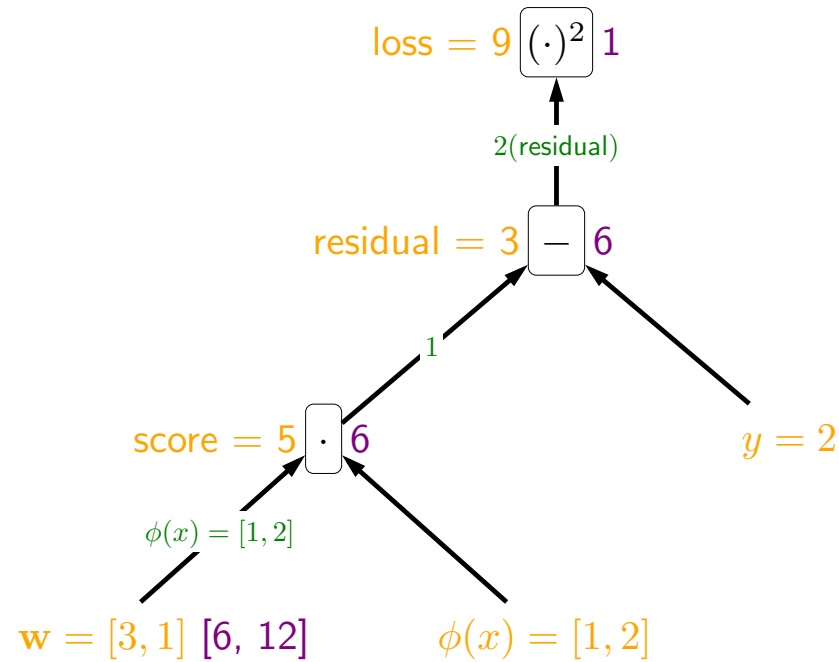 loss = 9 (·)² 1
2(residual)
residual = 3 − 6
1
score = 5 · 6
y = 2
ϕ(x) = [1, 2]
w = [3, 1] [6, 12]
ϕ(x) = [1, 2]